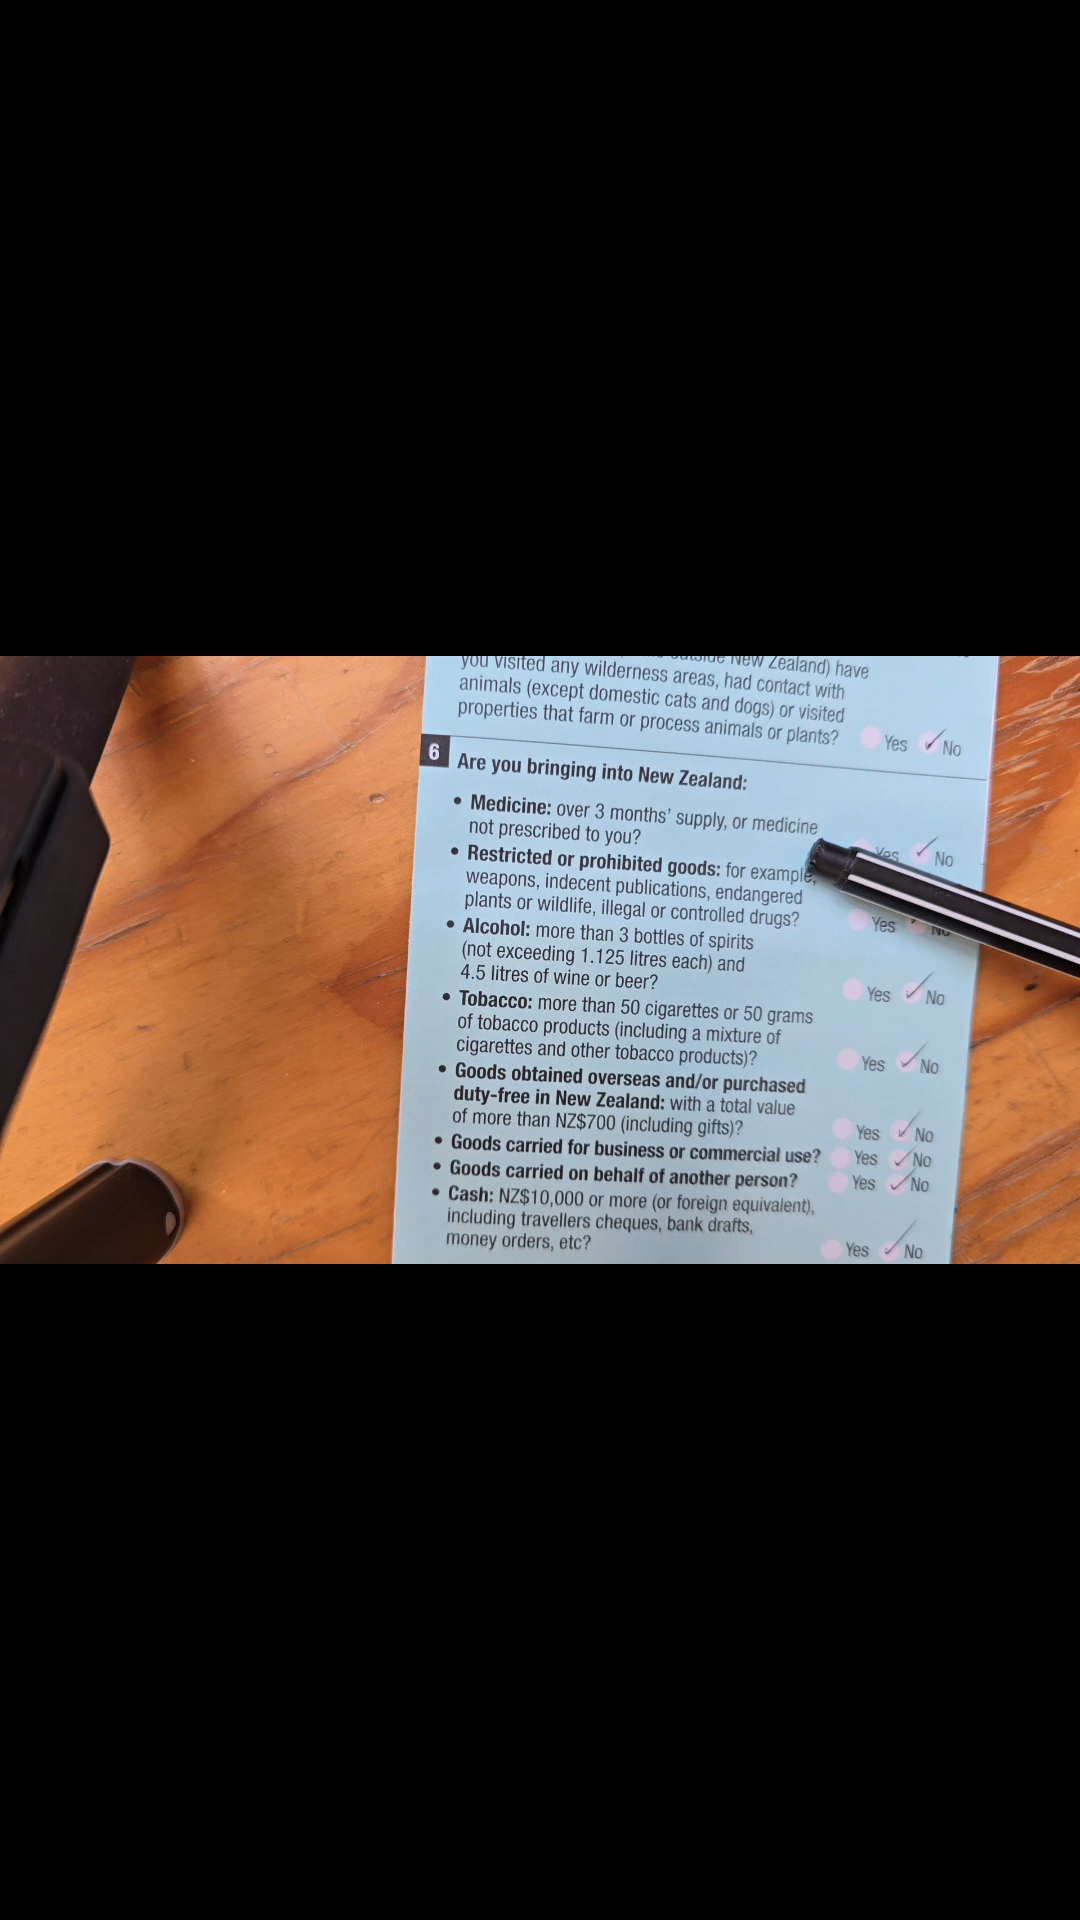 outside New Zealand) have
you visited any wilderness areas, had contact with
animals (except domestic cats and dogs) or visited
properties that farm or process animals or plants? Yes No
6 Are you bringing into New Zealand:
• Medicine: over 3 months' supply, or medicine
not prescribed to you? Yes No
• Restricted or prohibited goods: for example,
weapons, indecent publications, endangered
plants or wildlife, illegal or controlled drugs? Yes No
• Alcohol: more than 3 bottles of spirits
(not exceeding 1.125 litres each) and
4.5 litres of wine or beer? Yes No
• Tobacco: more than 50 cigarettes or 50 grams
of tobacco products (including a mixture of
cigarettes and other tobacco products)? Yes No
• Goods obtained overseas and/or purchased
duty-free in New Zealand: with a total value
of more than NZ$700 (including gifts)? Yes No
• Goods carried for business or commercial use? Yes No
• Goods carried on behalf of another person? Yes No
• Cash: NZ$10,000 or more (or foreign equivalent),
including travellers cheques, bank drafts,
money orders, etc? Yes No